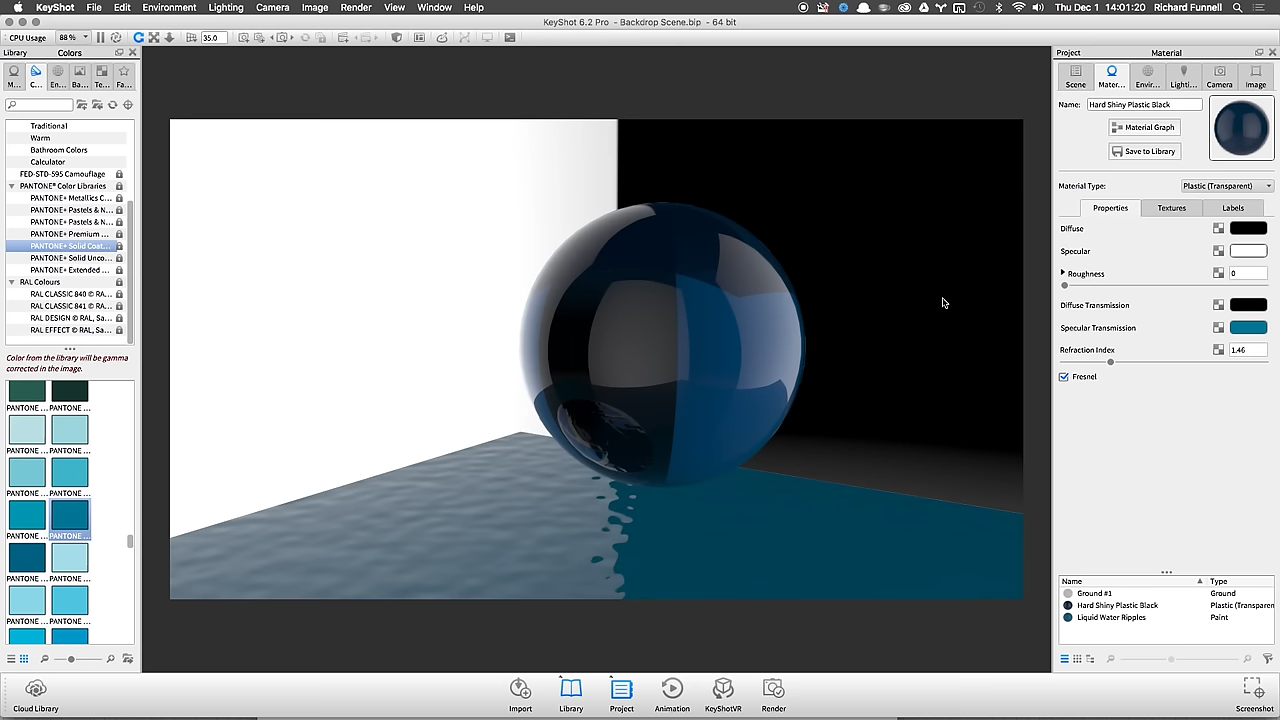 KeyShot File Edit Environment Lighting Camera Image Render View Window Help Thu Dec 1 14:01:20 Richard Funnell
KeyShot 6.2 Pro - Backdrop Scene.bip - 64 bit
CPU Usage 88 % 35.0
Library Colors
M... C... En... Ba... Te... Fa...
Traditional
Warm
Bathroom Colors
Calculator
FED-STD-595 Camouflage
PANTONE® Color Libraries
PANTONE+ Metallics C...
PANTONE+ Pastels & N...
PANTONE+ Pastels & N...
PANTONE+ Premium ...
PANTONE+ Solid Coat...
PANTONE+ Solid Unco...
PANTONE+ Extended ...
RAL Colours
RAL CLASSIC 840 © RA...
RAL CLASSIC 841 © RA...
RAL DESIGN © RAL, Sa...
RAL EFFECT © RAL, Sa...
Color from the library will be gamma
corrected in the image.
PANTONE ... PANTONE ...
PANTONE ... PANTONE ...
PANTONE ... PANTONE ...
PANTONE ... PANTONE ...
PANTONE ... PANTONE ...
PANTONE ... PANTONE ...
Project Material
Scene Mater... Envir... Lighti... Camera Image
Name: Hard Shiny Plastic Black
Material Graph
Save to Library
Material Type: Plastic (Transparent)
Properties Textures Labels
Diffuse
Specular
Roughness 0
Diffuse Transmission
Specular Transmission
Refraction Index 1.46
Fresnel
Name Type
Ground #1 Ground
Hard Shiny Plastic Black Plastic (Transparen
Liquid Water Ripples Paint
Cloud Library Import Library Project Animation KeyShotVR Render Screenshot